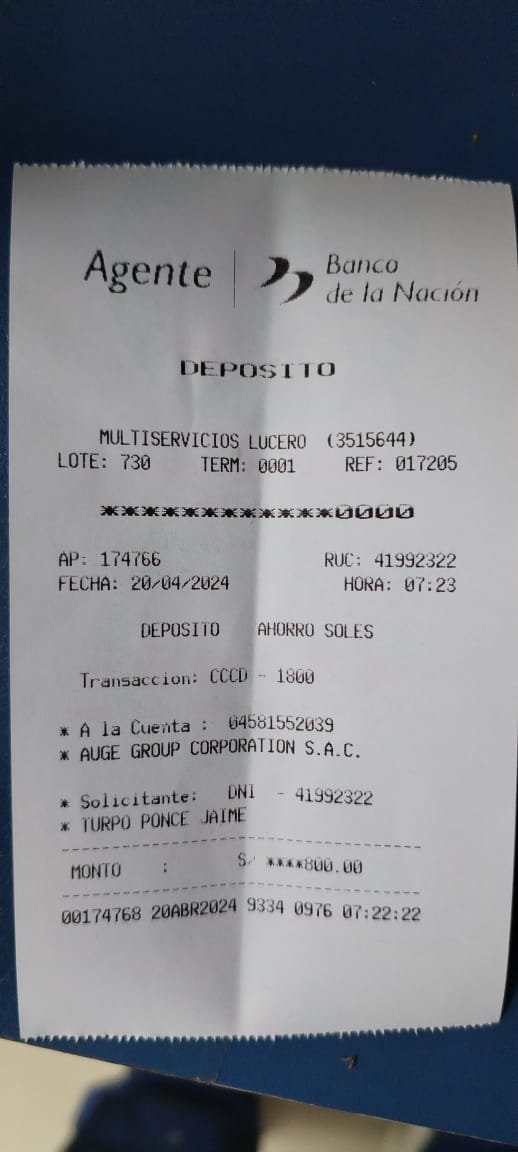 Agente | Banco
de la Nación
DEPOSITO
MULTISERVICIOS LUCERO (3515644)
LOTE: 730 TERM: 0001 REF: 017205
*************0000
AP: 174766 RUC: 41992322
FECHA: 20/04/2024 HORA: 07:23
DEPOSITO AHORRO SOLES
Transaccion: CCCD - 1800
* A la Cuenta : 04581552039
* AUGE GROUP CORPORATION S.A.C.
* Solicitante: DNI - 41992322
* TURPO PONCE JAIME
MONTO : S/ ****800.00
00174768 20ABR2024 9334 0976 07:22:22